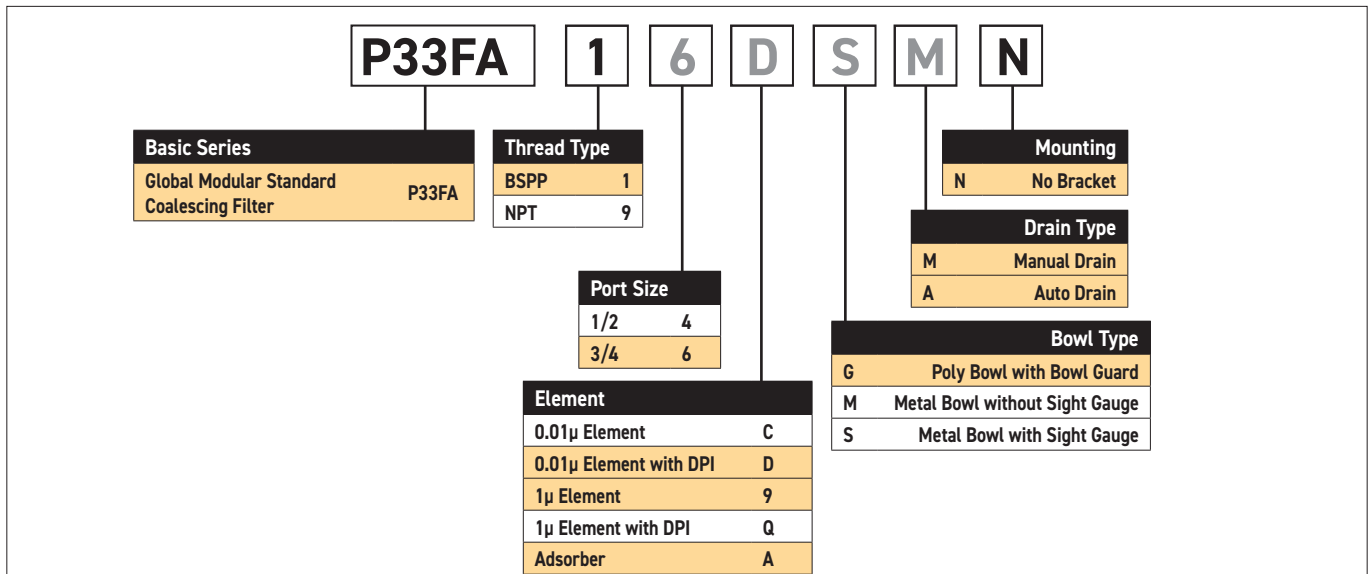 P33FA 1 6 D S M N
Basic Series
Global Modular Standard
Coalescing Filter P33FA
Thread Type
BSPP 1
NPT 9
Mounting
N No Bracket
Drain Type
M Manual Drain
A Auto Drain
Port Size
1/2 4
3/4 6
Bowl Type
G Poly Bowl with Bowl Guard
M Metal Bowl without Sight Gauge
S Metal Bowl with Sight Gauge
Element
0.01µ Element C
0.01µ Element with DPI D
1µ Element 9
1µ Element with DPI Q
Adsorber A